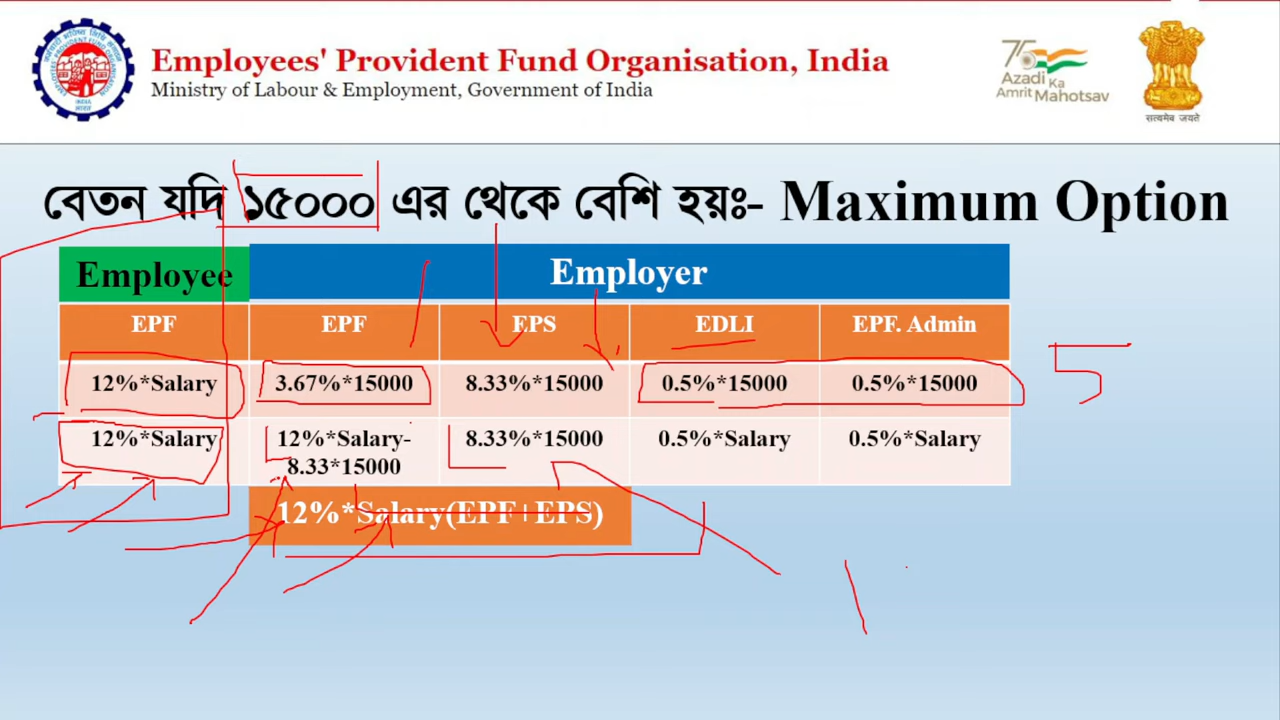 Employees' Provident Fund Organisation, India
Ministry of Labour & Employment, Government of India
75
Azadi Ka
Amrit Mahotsav
सत्यमेव जयते
বেতন যদি ১৫০০০ এর থেকে বেশি হয়ঃ- Maximum Option
Employee Employer
EPF EPF EPS EDLI EPF. Admin
12%*Salary 3.67%*15000 8.33%*15000 0.5%*15000 0.5%*15000
12%*Salary 12%*Salary- 8.33%*15000 0.5%*Salary 0.5%*Salary
8.33*15000
12%*Salary(EPF+EPS)